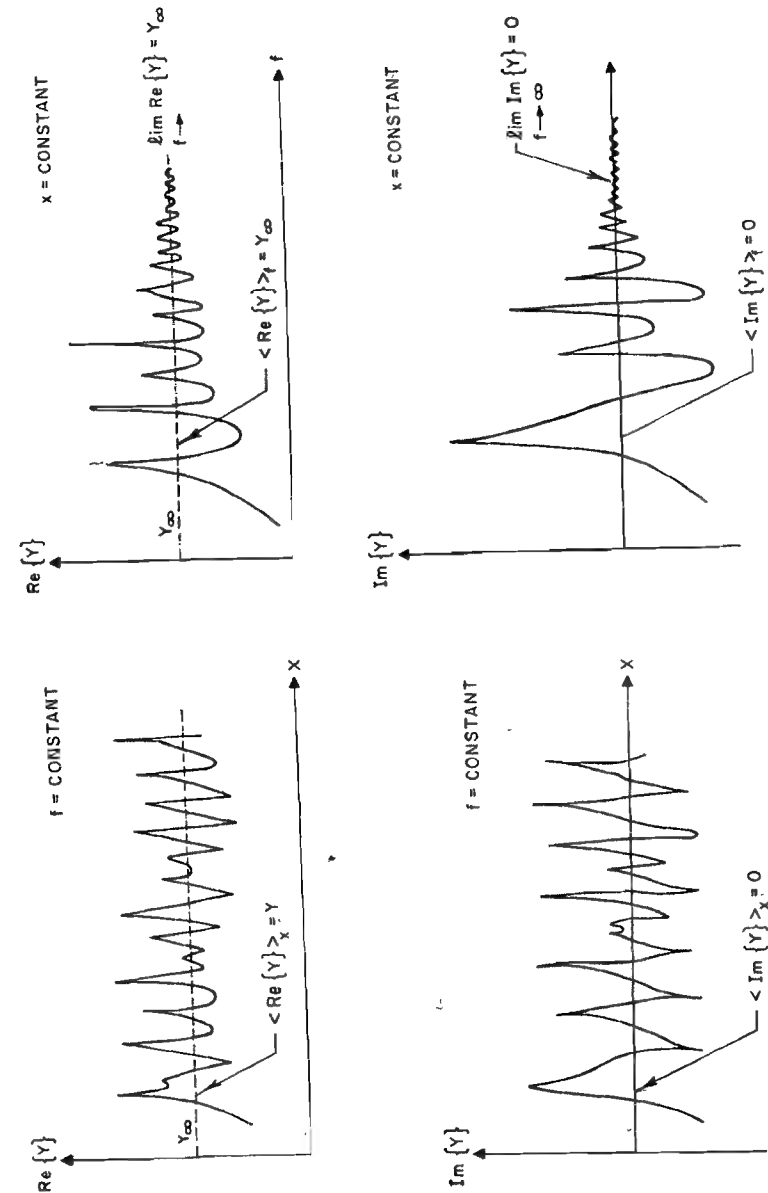 f = CONSTANT
Re {Y}
Y∞
< Re {Y} >x = Y
X
x = CONSTANT
Re {Y}
Y∞
lim Re {Y} = Y∞
f →
< Re {Y} >f = Y∞
f
f = CONSTANT
Im {Y}
X
< Im {Y} >x = 0
x = CONSTANT
Im {Y}
lim Im {Y} = 0
f → ∞
< Im {Y} >f = 0